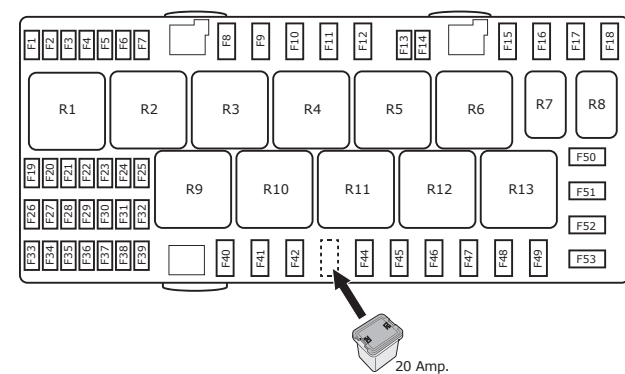 F1 F2 F3 F4 F5 F6 F7 F8 F9 F10 F11 F12 F13 F14 F15 F16 F17 F18
R1 R2 R3 R4 R5 R6 R7 R8
F19 F20 F21 F22 F23 F24 F25
R9 R10 R11 R12 R13
F50
F51
F26 F27 F28 F29 F30 F31 F32
F52
F33 F34 F35 F36 F37 F38 F39 F40 F41 F42 F44 F45 F46 F47 F48 F49 F53
20 Amp.